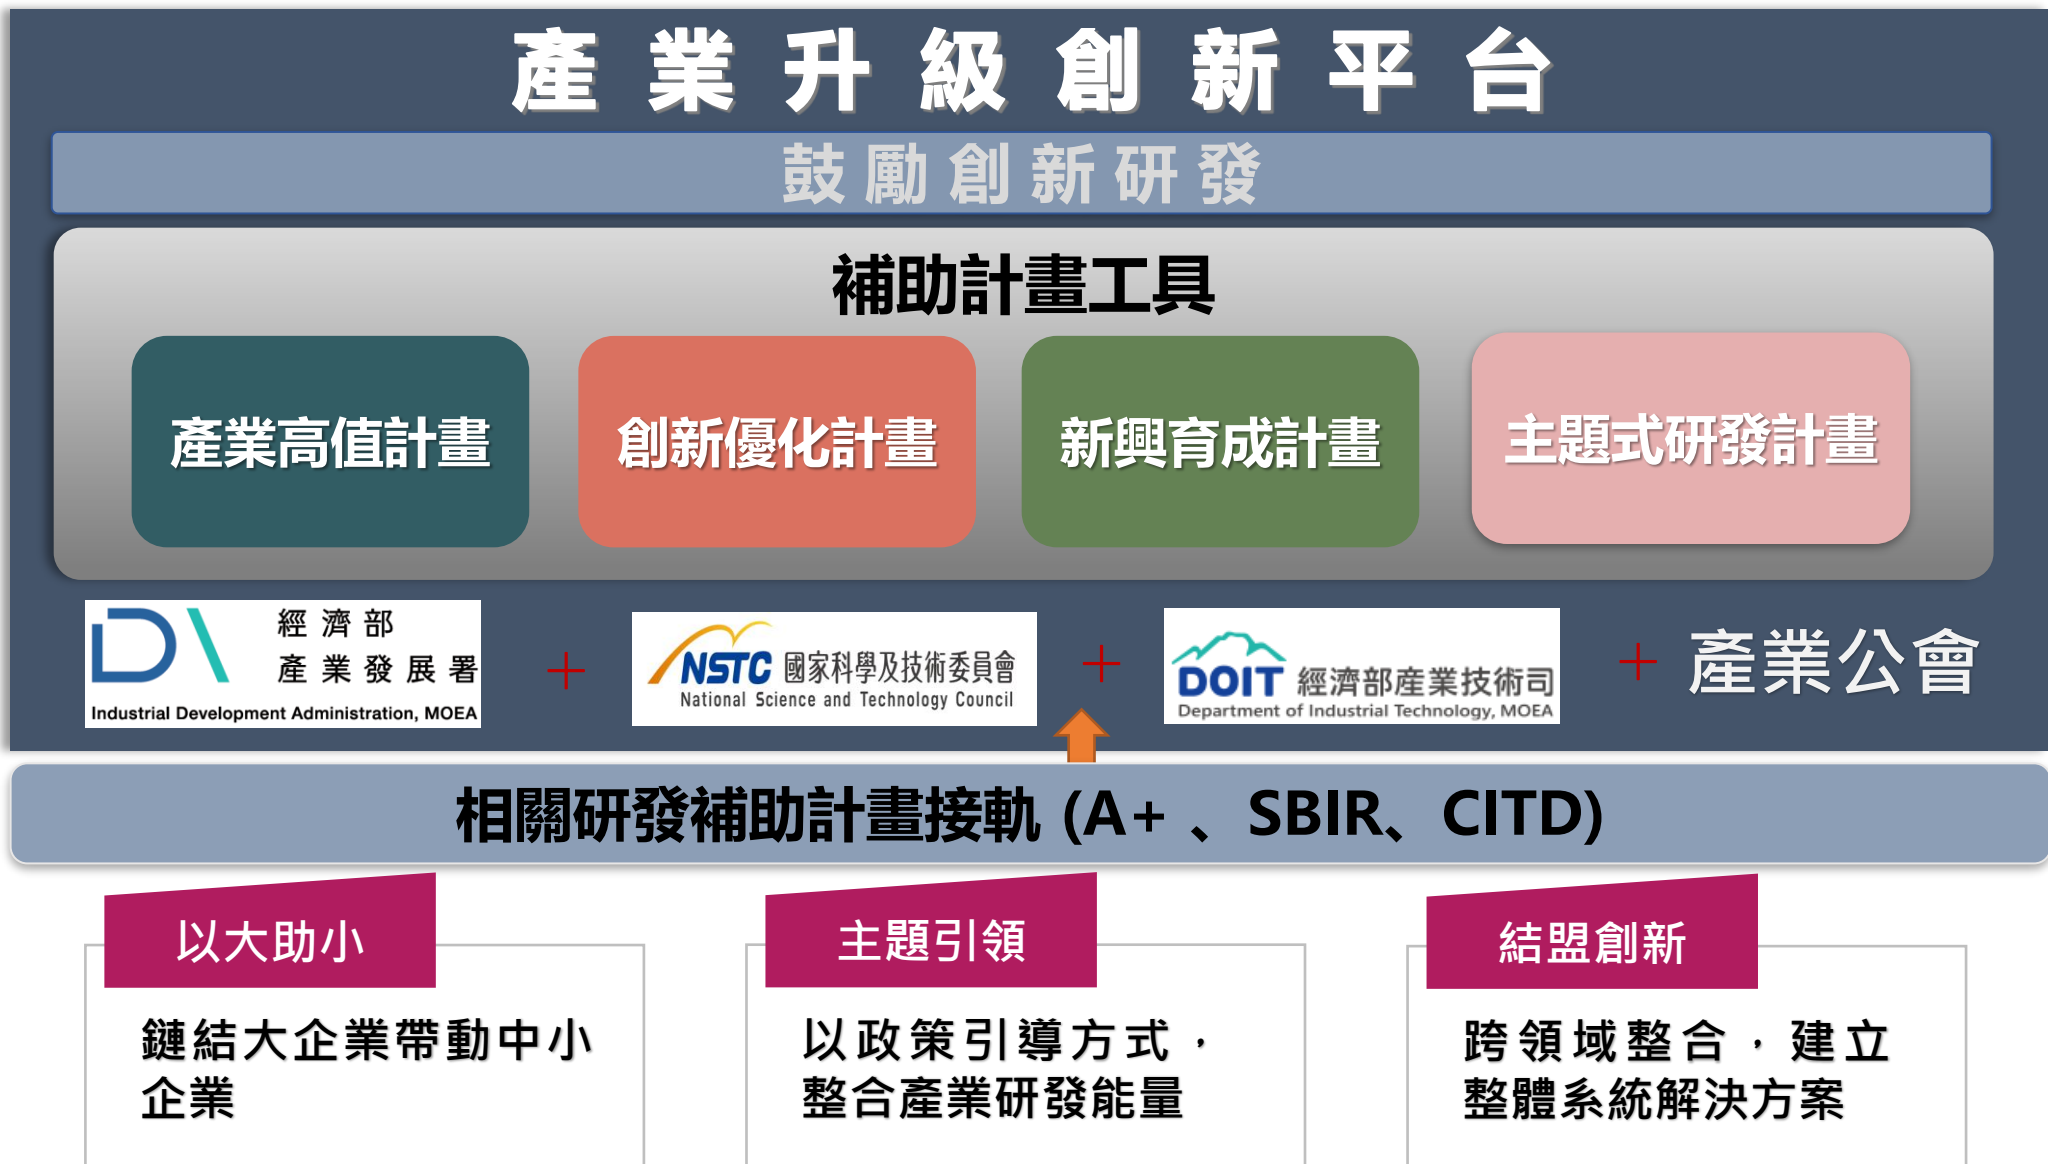 產業升級創新平台
鼓勵創新研發
補助計畫工具
產業高值計畫
創新優化計畫
新興育成計畫
主題式研發計畫
經濟部
產業發展署
Industrial Development Administration, MOEA
+
NSTC 國家科學及技術委員會
National Science and Technology Council
+
DOIT 經濟部産業技術司
Department of Industrial Technology, MOEA
+
產業公會
相關研發補助計畫接軌 (A+ 、SBIR、CITD)
以大助小
鏈結大企業帶動中小
企業
主題引領
以政策引導方式，
整合產業研發能量
結盟創新
跨領域整合，建立
整體系統解決方案